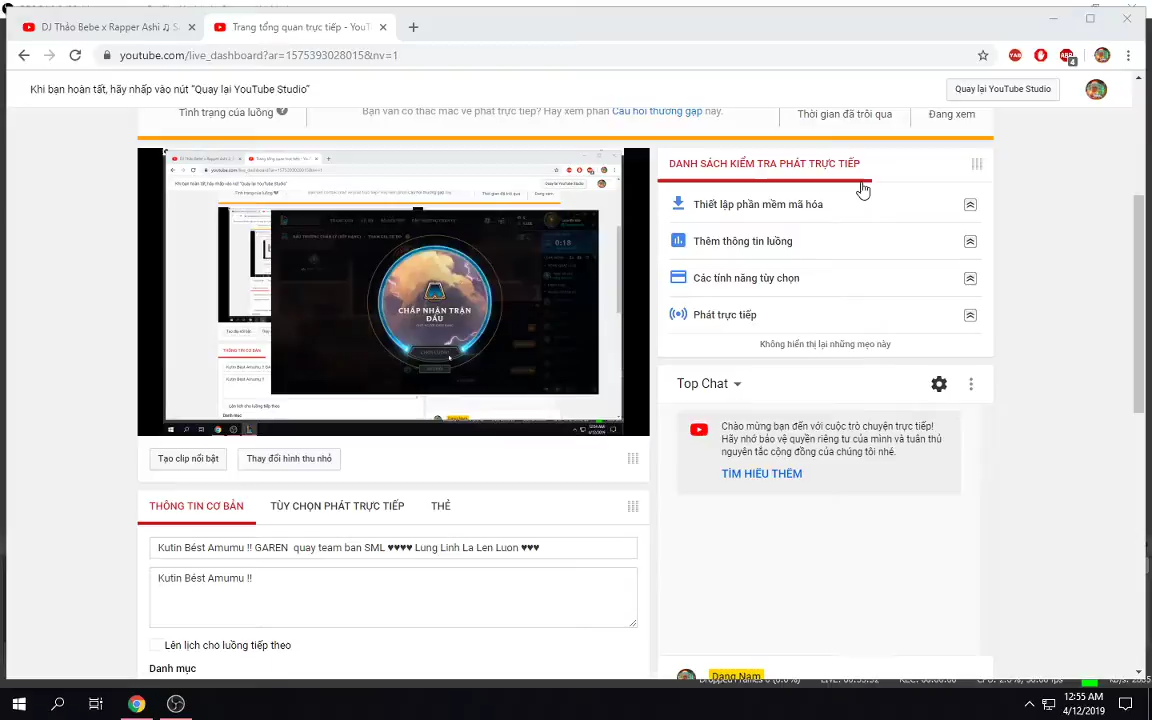 DJ Thảo Bebe x Rapper Ashi ♫ S
Trang tổng quan trực tiếp - YouT
youtube.com/live_dashboard?ar=1575393028015&nv=1
4
Khi bạn hoàn tất, hãy nhấp vào nút "Quay lại YouTube Studio"
Quay lại YouTube Studio
Tình trạng của luồng
Bạn vẫn có thắc mắc về phát trực tiếp? Hãy xem phần Câu hỏi thường gặp này.
Thời gian đã trôi qua
Đang xem
CHẤP NHẬN TRẬN
ĐẤU
0:18
DANH SÁCH KIỂM TRA PHÁT TRỰC TIẾP
Thiết lập phần mềm mã hóa
Thêm thông tin luồng
Các tính năng tùy chọn
Phát trực tiếp
Không hiển thị lại những mẹo này
Top Chat
Chào mừng bạn đến với cuộc trò chuyện trực tiếp!
Hãy nhớ bảo vệ quyền riêng tư của mình và tuân thủ
nguyên tắc cộng đồng của chúng tôi nhé.
TÌM HIỂU THÊM
Tạo clip nổi bật
Thay đổi hình thu nhỏ
THÔNG TIN CƠ BẢN
TÙY CHỌN PHÁT TRỰC TIẾP
THẺ
Kutin Bést Amumu !! GAREN quay team ban SML ♥♥♥♥ Lung Linh La Len Luon ♥♥♥
Kutin Bést Amumu !!
Lên lịch cho luồng tiếp theo
Danh mục
Dang Nam
12:55 AM
4/12/2019